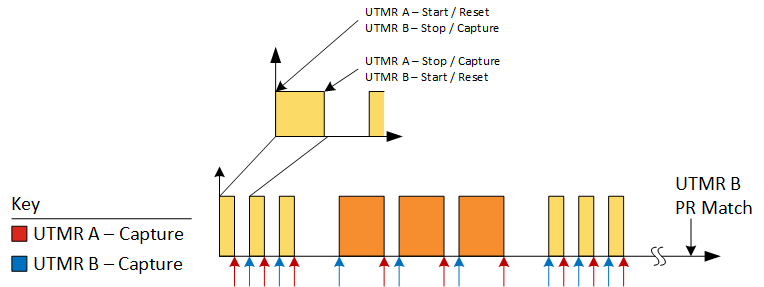 UTMR A – Start / Reset
UTMR B – Stop / Capture
UTMR A – Stop / Capture
UTMR B – Start / Reset
UTMR B
PR Match
Key
UTMR A – Capture
UTMR B – Capture